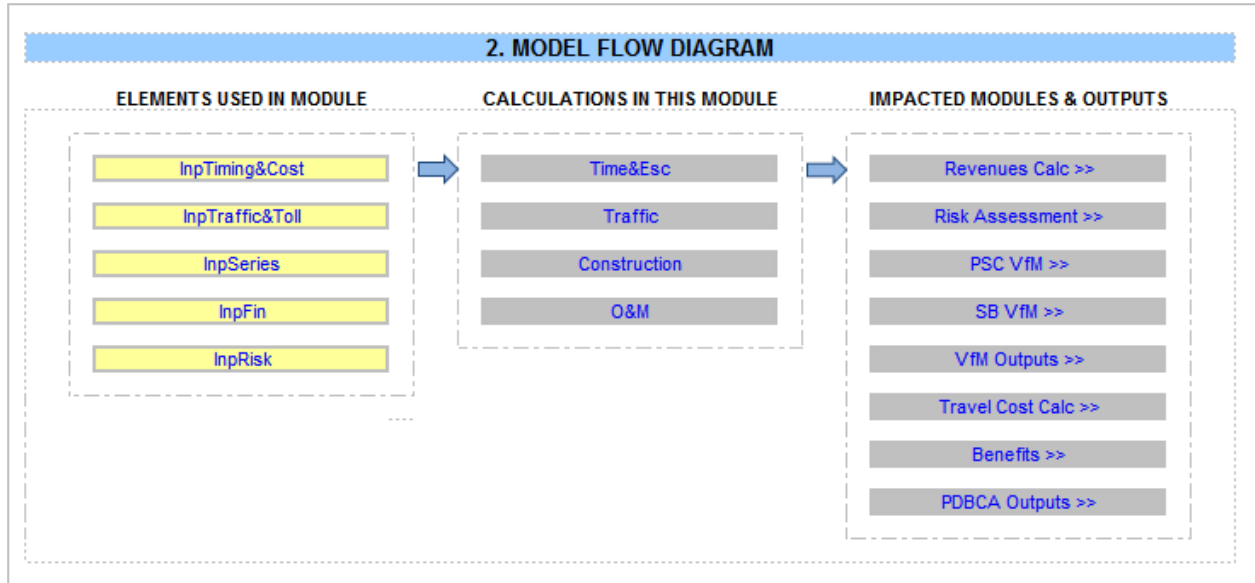 2. MODEL FLOW DIAGRAM
ELEMENTS USED IN MODULE
InpTiming&Cost
InpTraffic&Toll
InpSeries
InpFin
InpRisk
CALCULATIONS IN THIS MODULE
Time&Esc
Traffic
Construction
O&M
IMPACTED MODULES & OUTPUTS
Revenues Calc >>
Risk Assessment >>
PSC VfM >>
SB VfM >>
VfM Outputs >>
Travel Cost Calc >>
Benefits >>
PDBCA Outputs >>